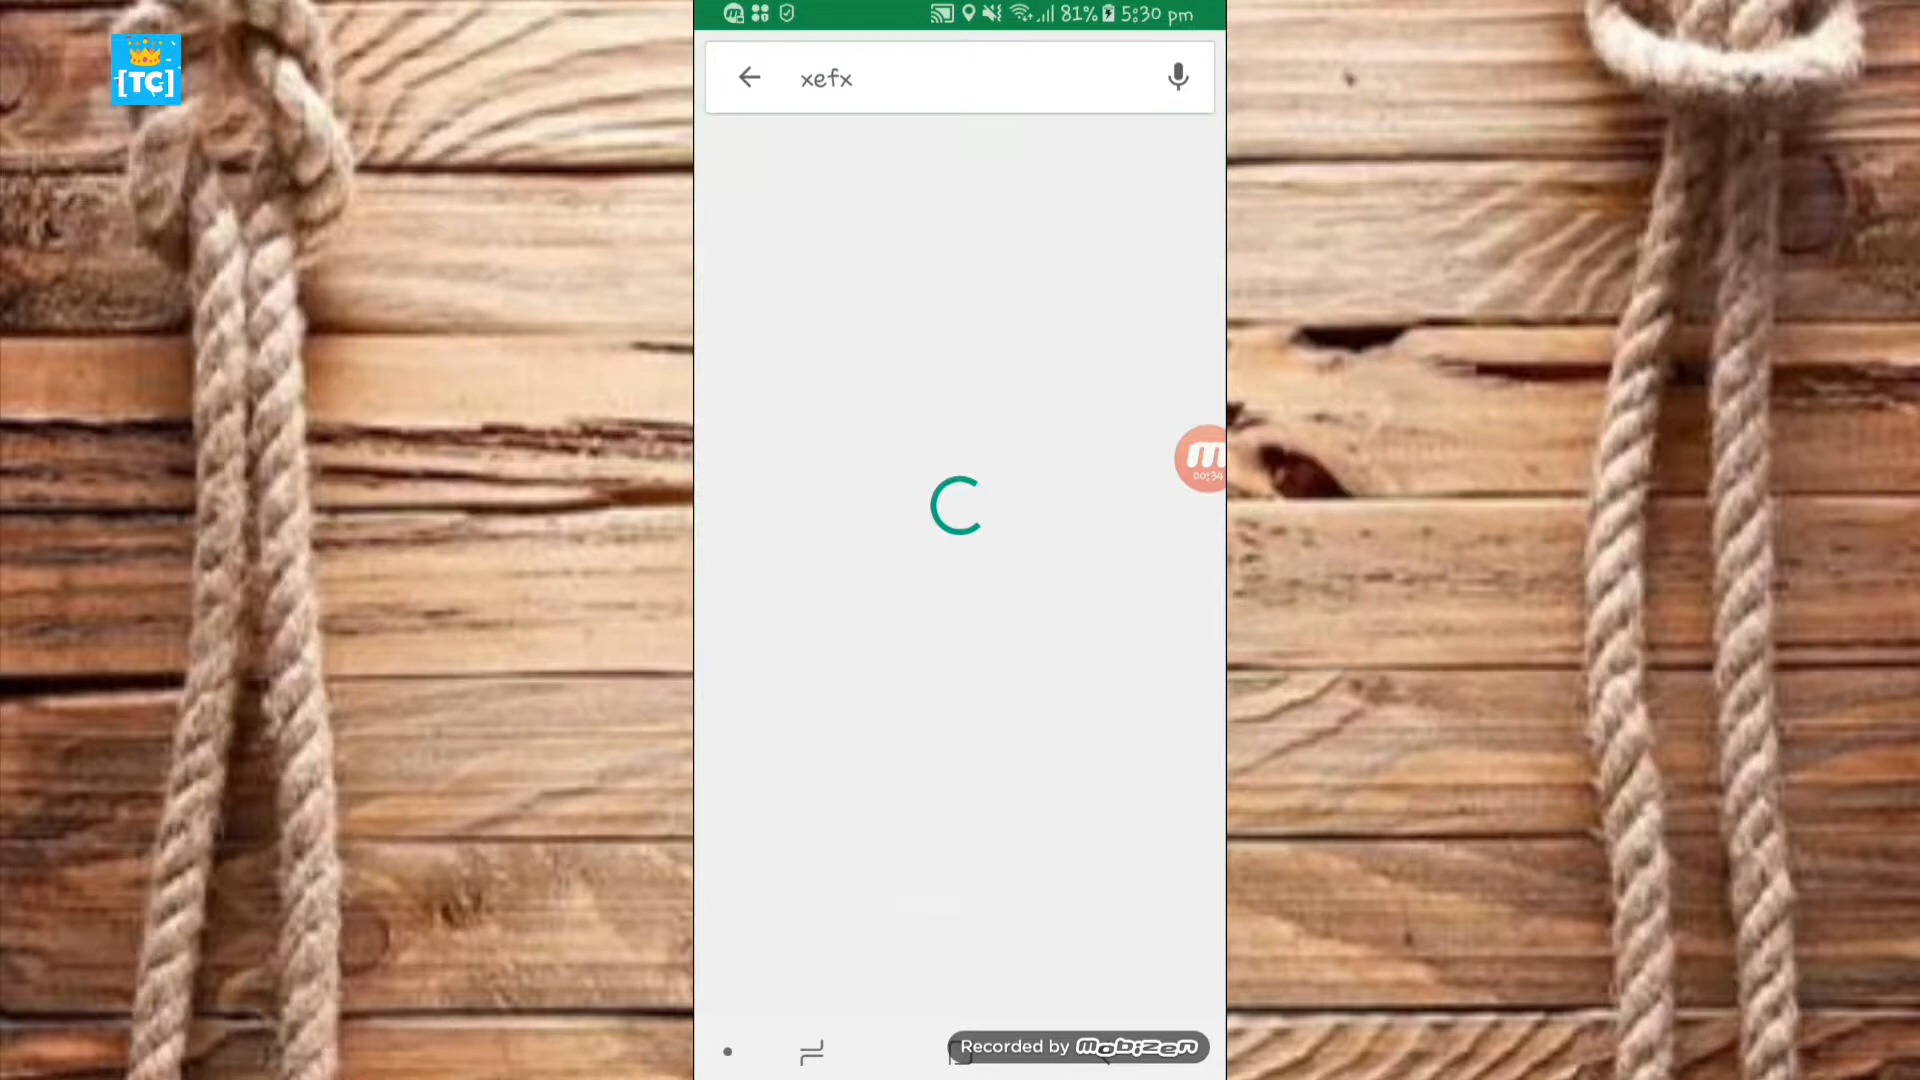 [TC]
81% 5:30 pm
xefx
m
00:34
Recorded by mobizen